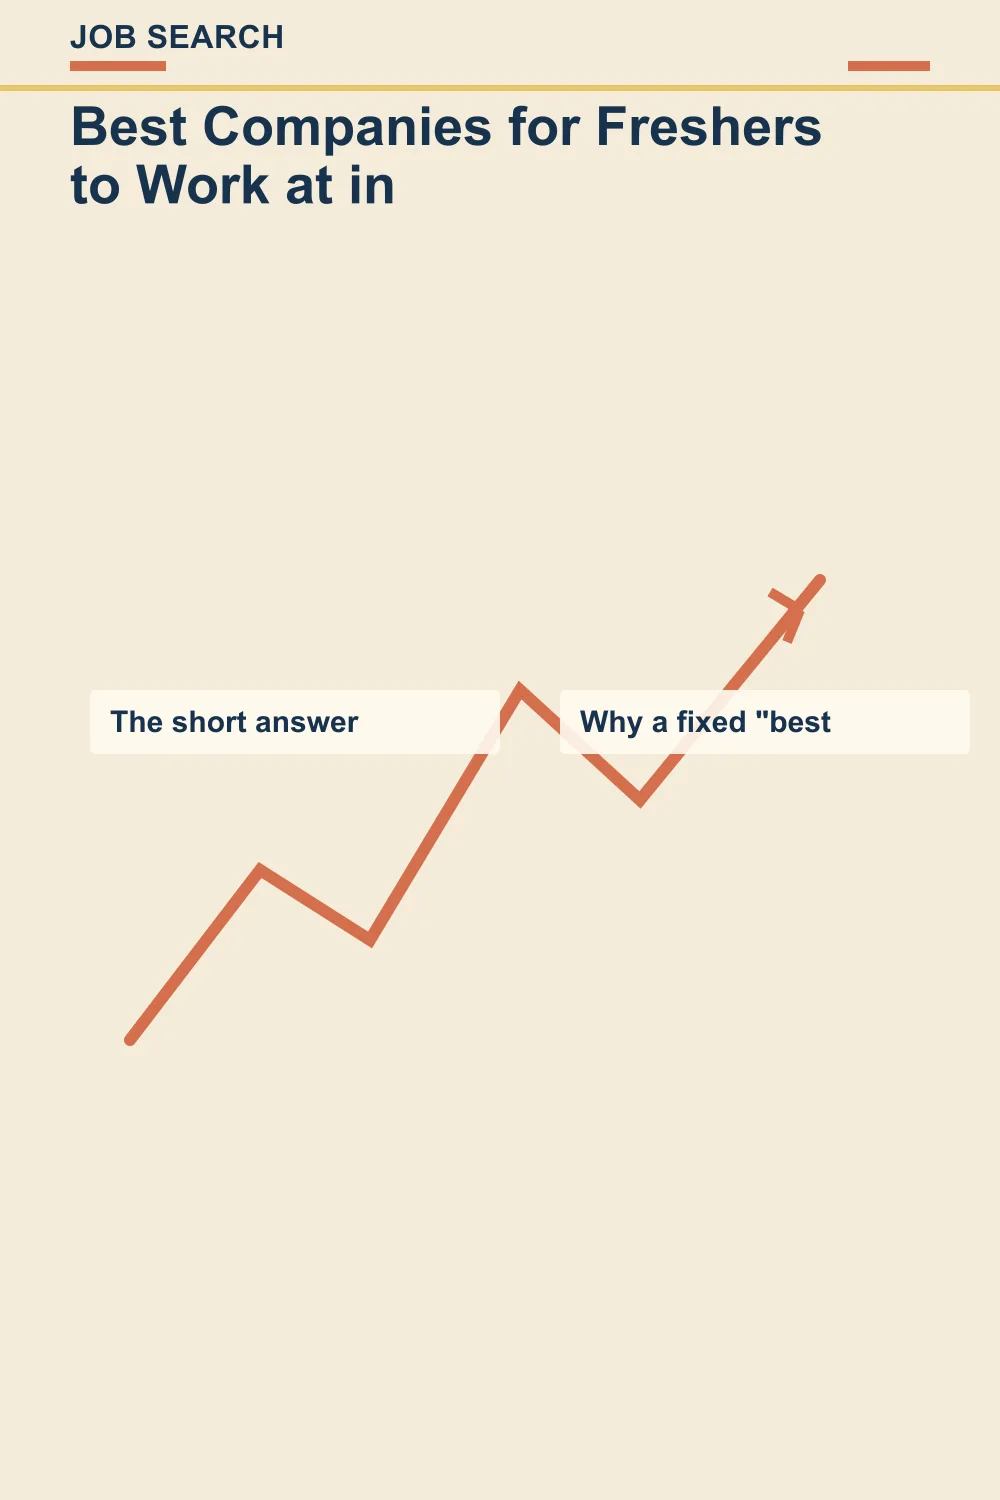 JOB SEARCH
Best Companies for Freshers
to Work at in
The short answer
Why a fixed "best